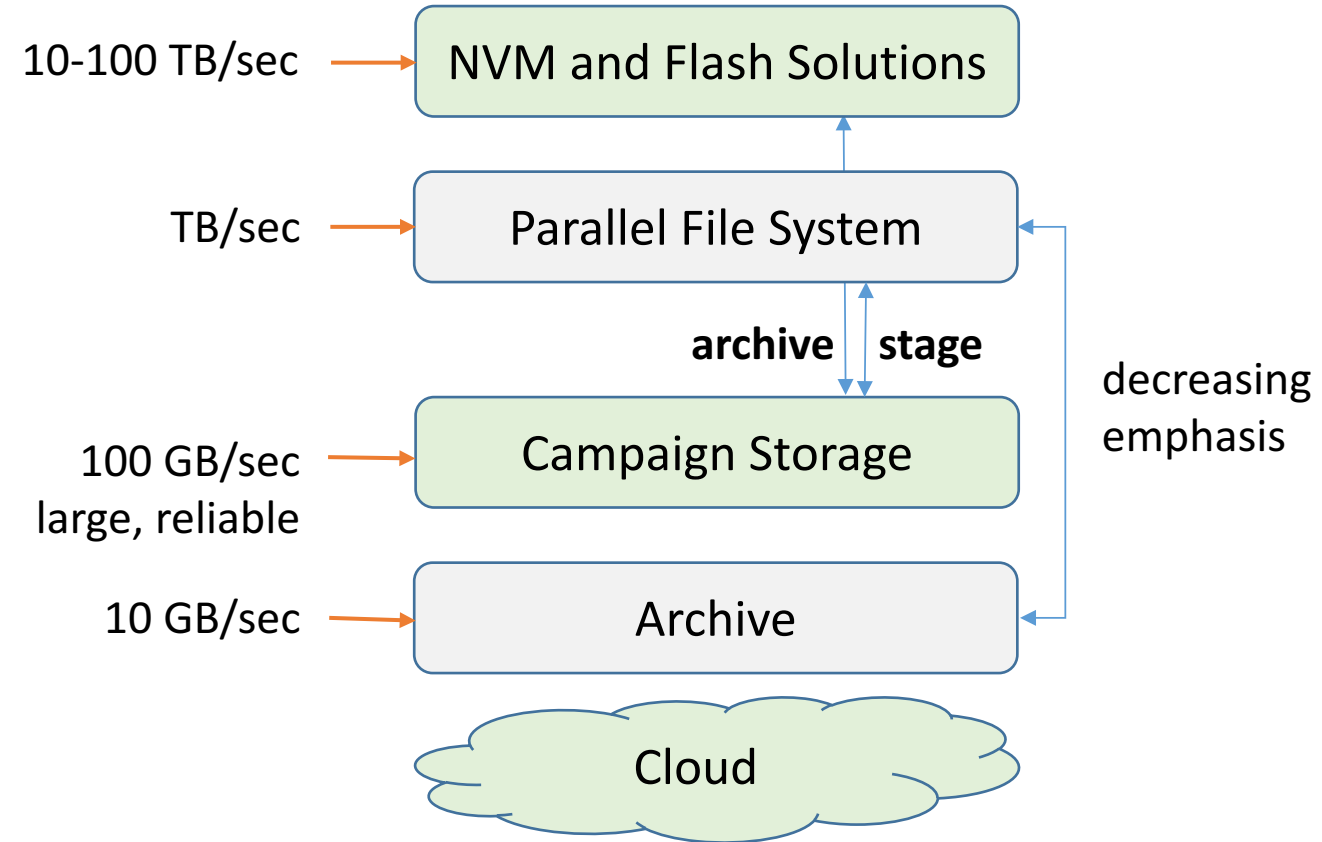 10-100 TB/sec
NVM and Flash Solutions
TB/sec
Parallel File System
archive
stage
decreasing
emphasis
100 GB/sec
large, reliable
Campaign Storage
10 GB/sec
Archive
Cloud